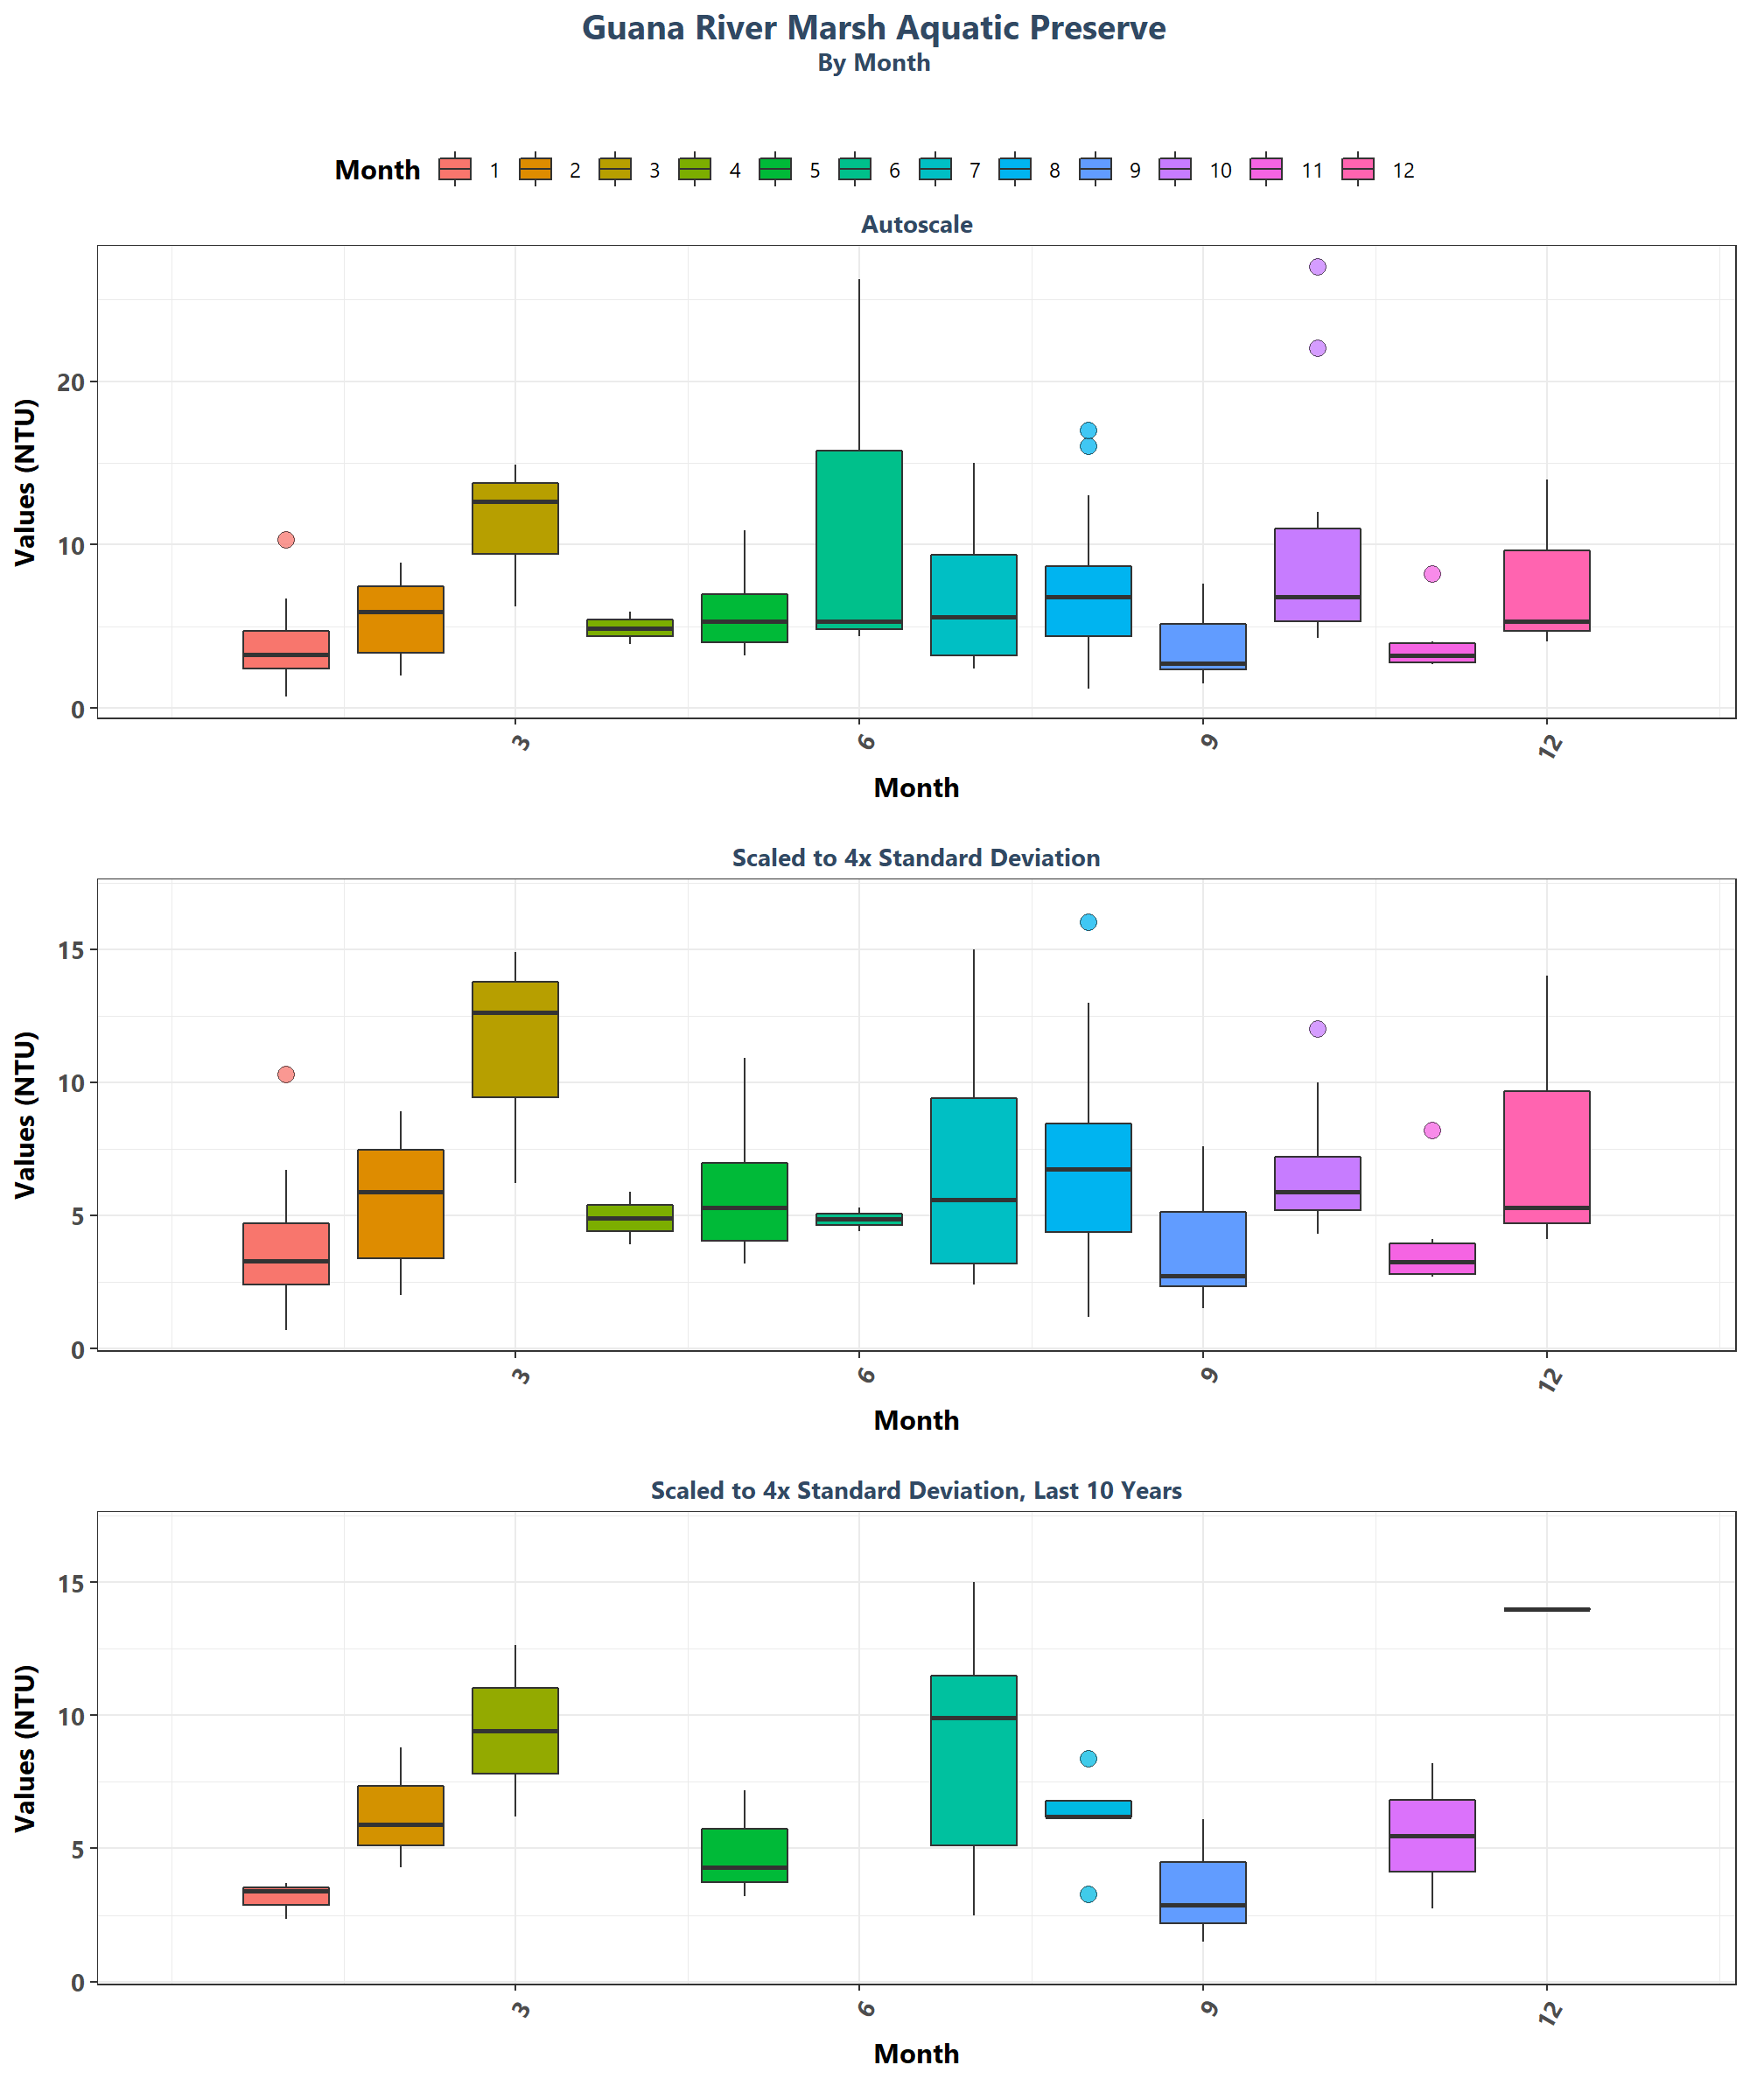 Guana River Marsh Aquatic Preserve
By Month
Month 1 2 3 4 5 6 7 8 9 10 11 12
Autoscale
Values (NTU)
20
10
0
3 6 9 12
Month
Scaled to 4x Standard Deviation
Values (NTU)
15
10
5
0
3 6 9 12
Month
Scaled to 4x Standard Deviation, Last 10 Years
Values (NTU)
15
10
5
0
3 6 9 12
Month